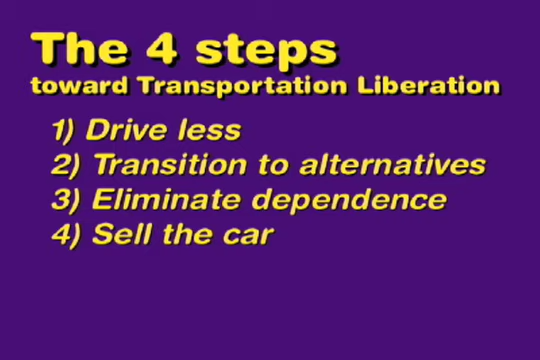 The 4 steps
toward Transportation Liberation
1) Drive less
2) Transition to alternatives
3) Eliminate dependence
4) Sell the car